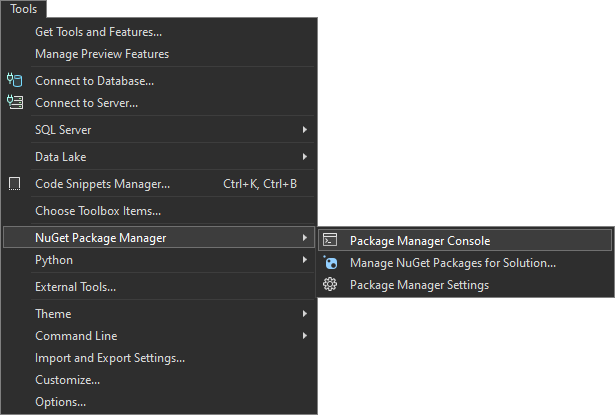 Tools
Get Tools and Features...
Manage Preview Features
Connect to Database...
Connect to Server...
SQL Server
Data Lake
Code Snippets Manager... Ctrl+K, Ctrl+B
Choose Toolbox Items...
NuGet Package Manager
Package Manager Console
Manage NuGet Packages for Solution...
Package Manager Settings
Python
External Tools...
Theme
Command Line
Import and Export Settings...
Customize...
Options...